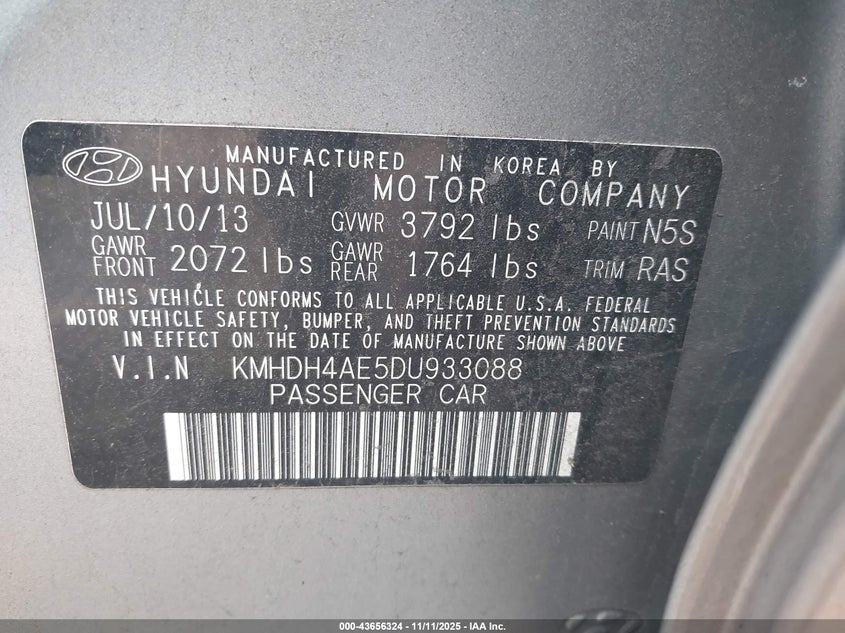 MANUFACTURED IN KOREA BY
HYUNDAI MOTOR COMPANY
JUL/10/13 GVWR 3792 lbs PAINT N5S
GAWR FRONT 2072 lbs GAWR REAR 1764 lbs TRIM RAS
THIS VEHICLE CONFORMS TO ALL APPLICABLE U.S.A. FEDERAL
MOTOR VEHICLE SAFETY, BUMPER, AND THEFT PREVENTION STANDARDS
IN EFFECT ON THE DATE OF MANUFACTURE SHOWN ABOVE
V.I.N KMHDH4AE5DU933088
PASSENGER CAR
000-43656324 - 11/11/2025 - IAA Inc.